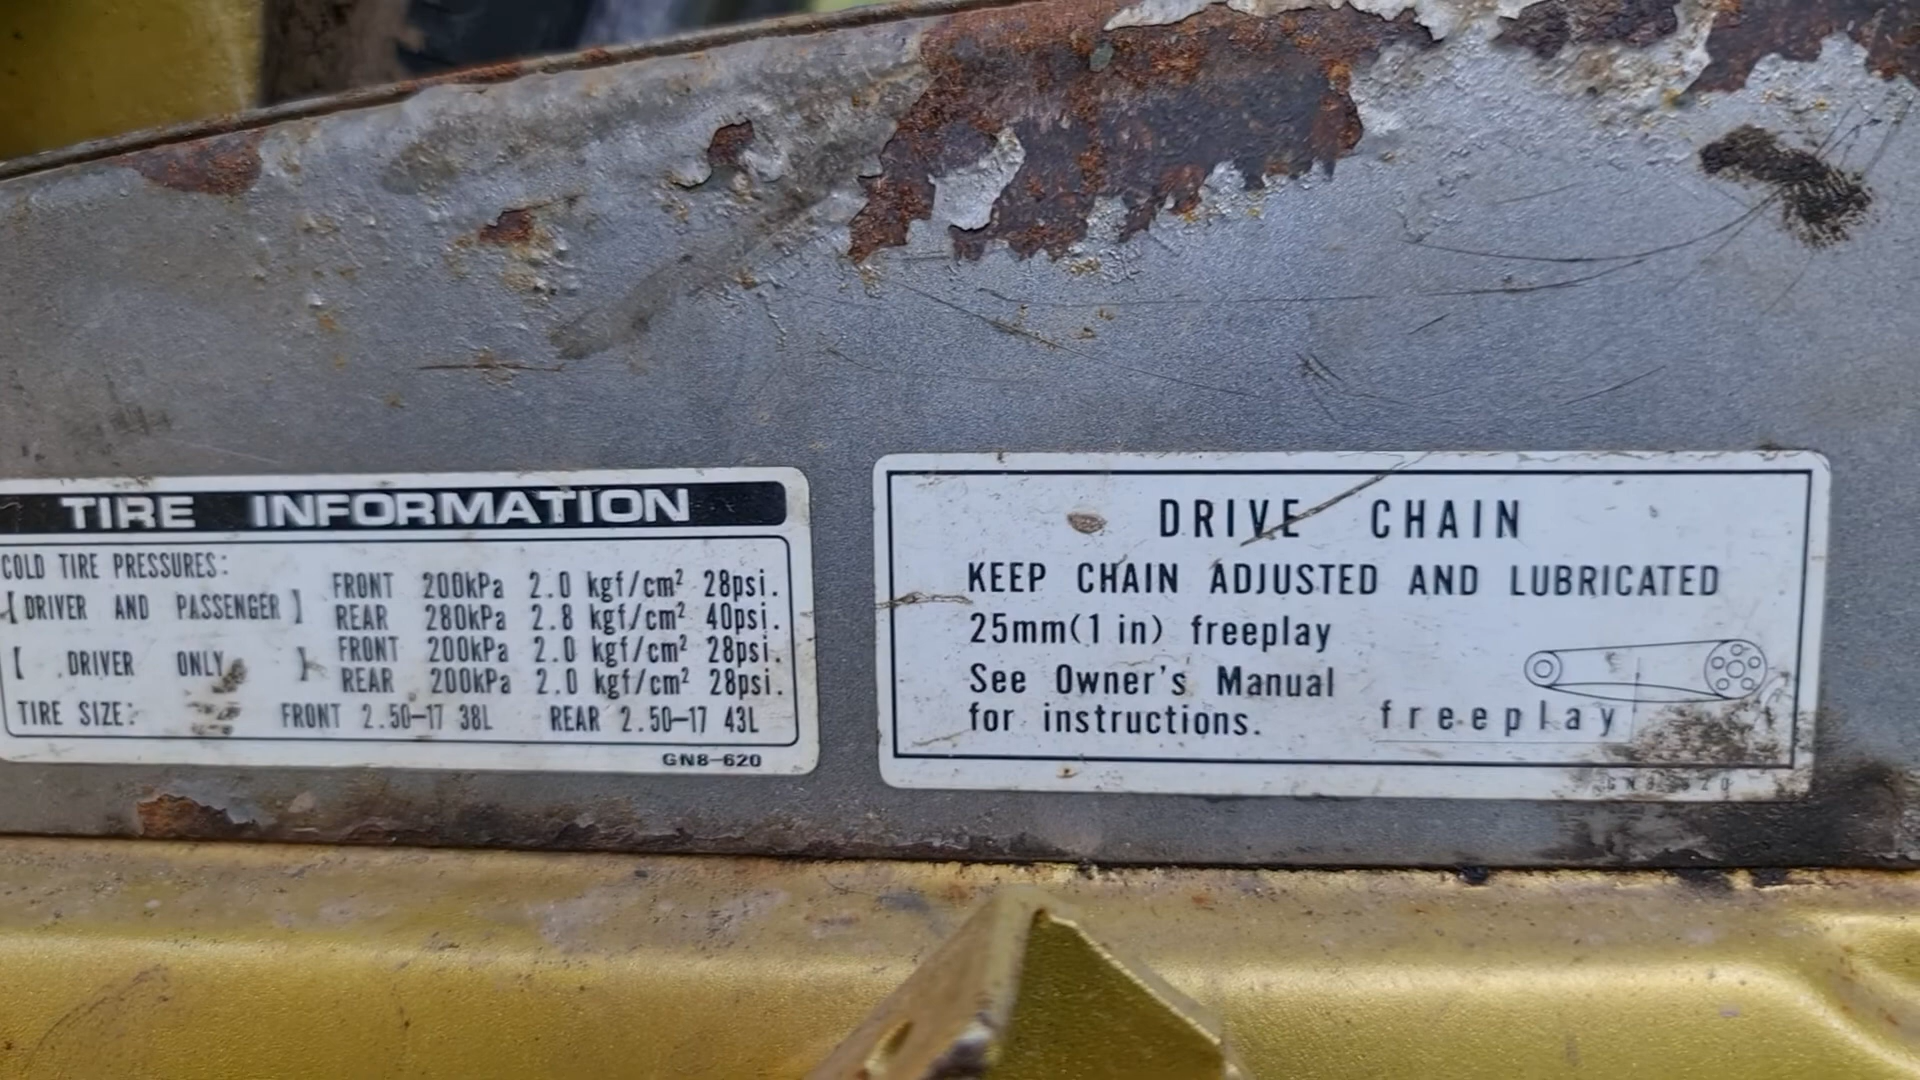 TIRE INFORMATION
COLD TIRE PRESSURES:
【DRIVER AND PASSENGER】 FRONT 200kPa 2.0 kgf/cm² 28psi.
REAR 280kPa 2.8 kgf/cm² 40psi.
【 DRIVER ONLY 】 FRONT 200kPa 2.0 kgf/cm² 28psi.
REAR 200kPa 2.0 kgf/cm² 28psi.
TIRE SIZE: FRONT 2.50-17 38L REAR 2.50-17 43L
GN8-620
DRIVE CHAIN
KEEP CHAIN ADJUSTED AND LUBRICATED
25mm(1 in) freeplay
See Owner's Manual
for instructions.
freeplay